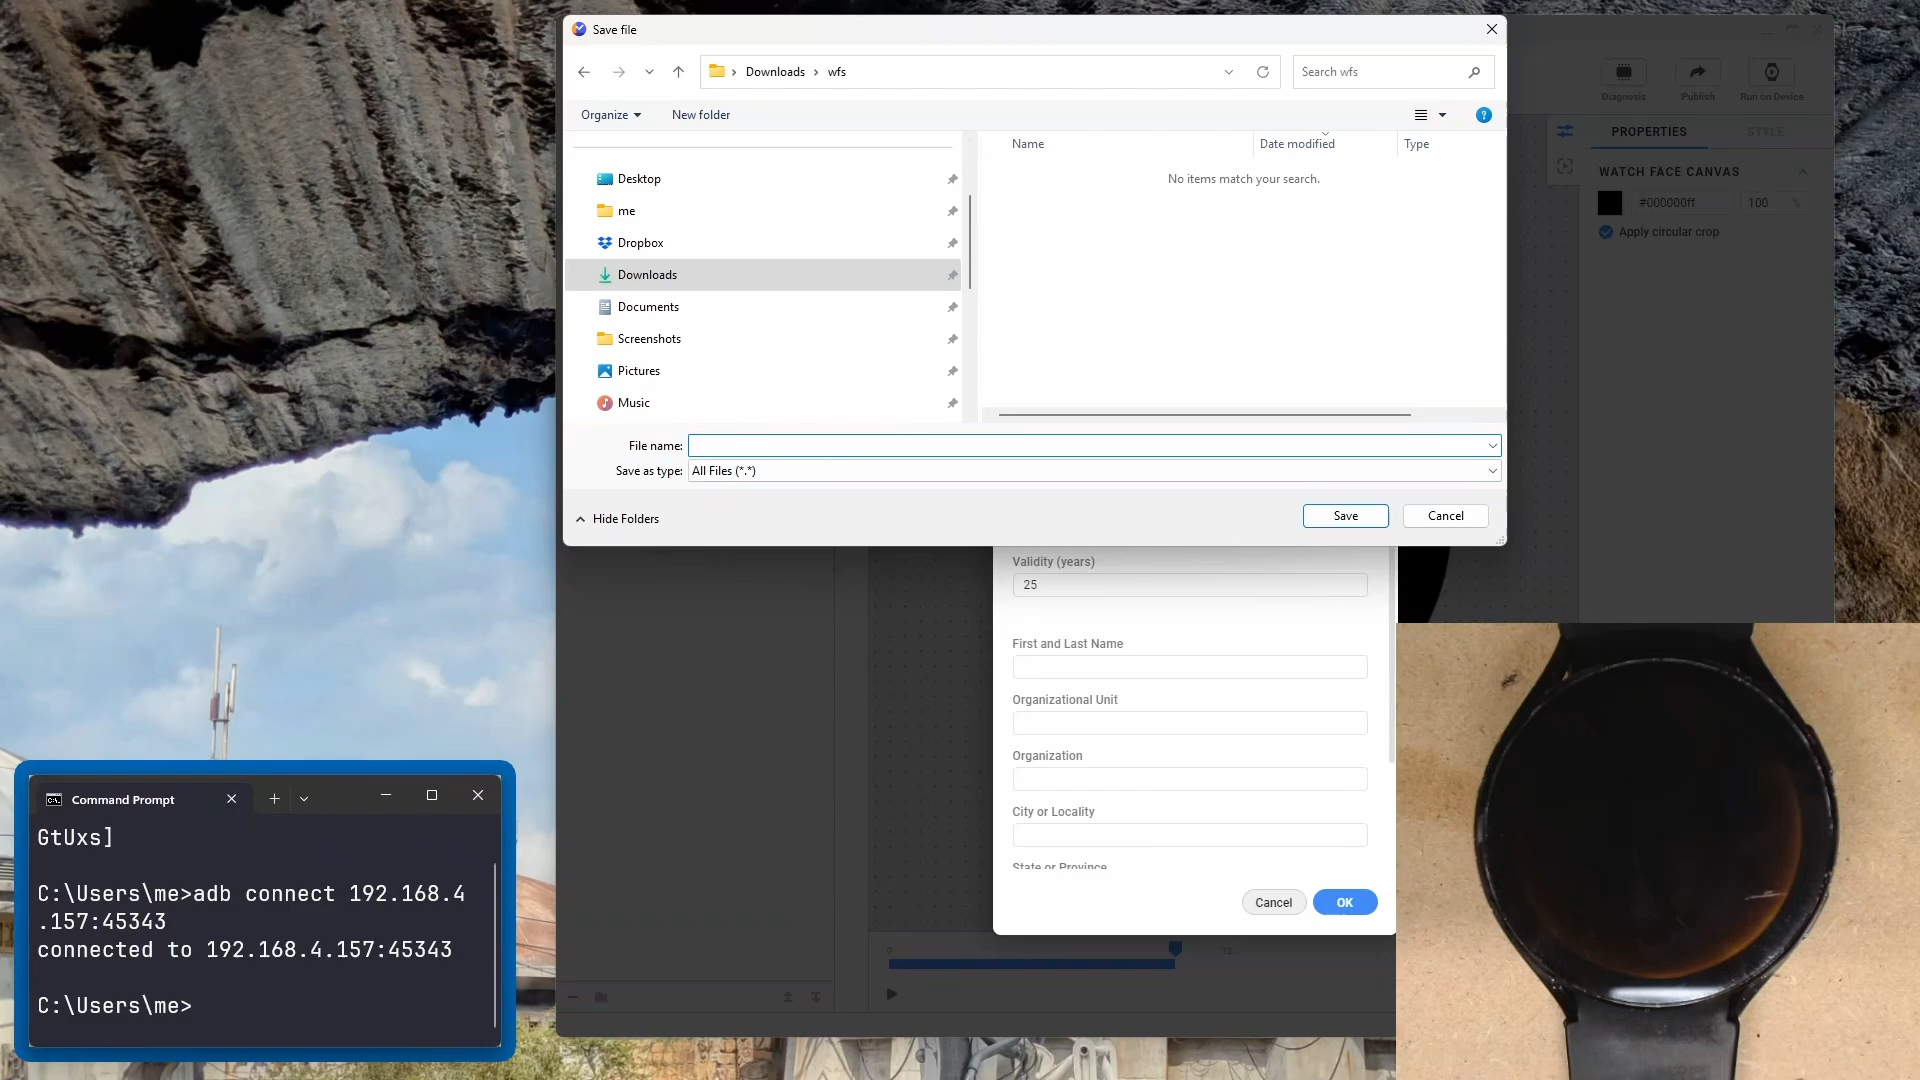 Save file
Downloads
wfs
Search wfs
Organize
New folder
?
Name
Date modified
Type
Desktop
me
Dropbox
Downloads
Documents
Screenshots
Pictures
Music
No items match your search.
File name:
Save as type:
All Files (*.*)
Hide Folders
Save
Cancel
Diagnosis
Publish
Run on Device
PROPERTIES
STYLE
WATCH FACE CANVAS
#000000ff
100
%
Apply circular crop
Validity (years)
25
First and Last Name
Organizational Unit
Organization
City or Locality
State or Province
Cancel
OK
0
12
Command Prompt
GtUxs]
C:\Users\me>adb connect 192.168.4
.157:45343
connected to 192.168.4.157:45343
C:\Users\me>